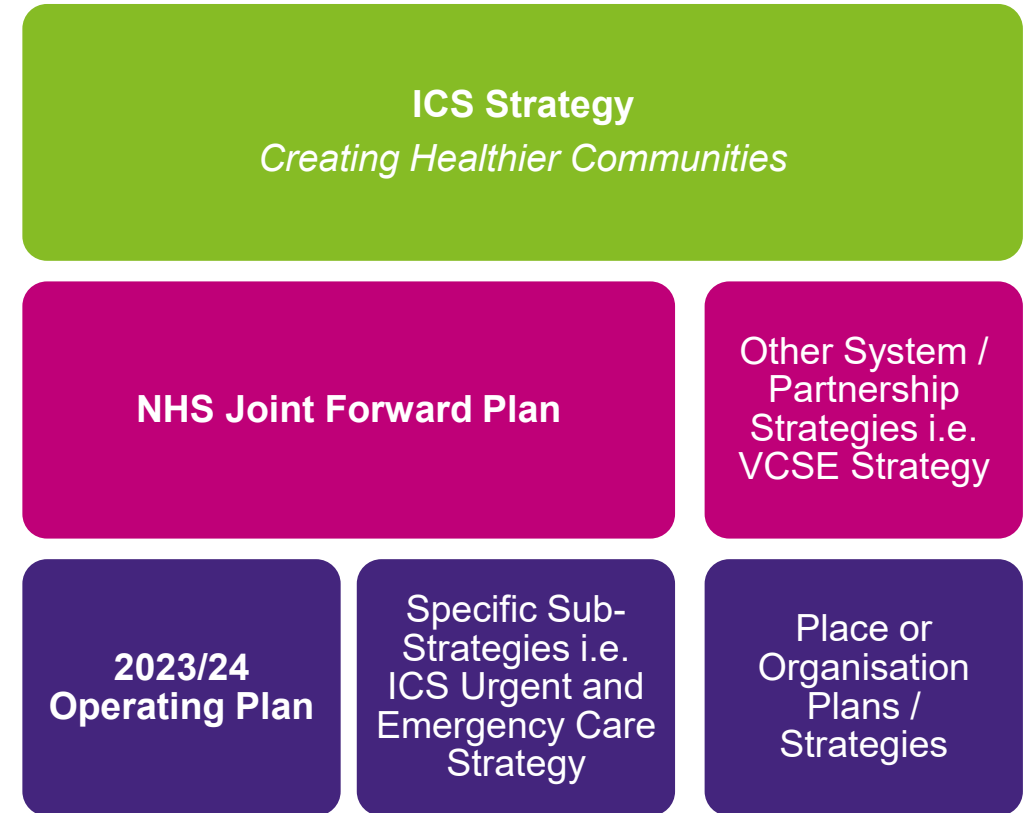 ICS Strategy
Creating Healthier Communities
NHS Joint Forward Plan
Other System /
Partnership
Strategies i.e.
VCSE Strategy
2023/24
Operating Plan
Specific Sub-
Strategies i.e.
ICS Urgent and
Emergency Care
Strategy
Place or
Organisation
Plans /
Strategies